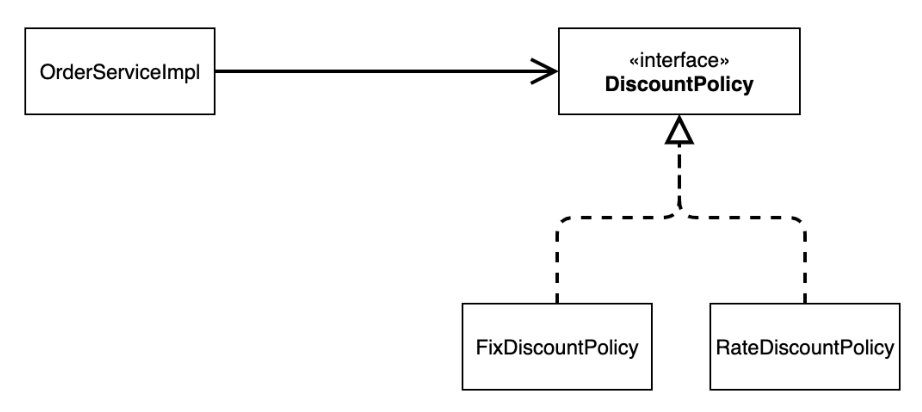 OrderServiceImpl
«interface»
DiscountPolicy
FixDiscountPolicy
RateDiscountPolicy